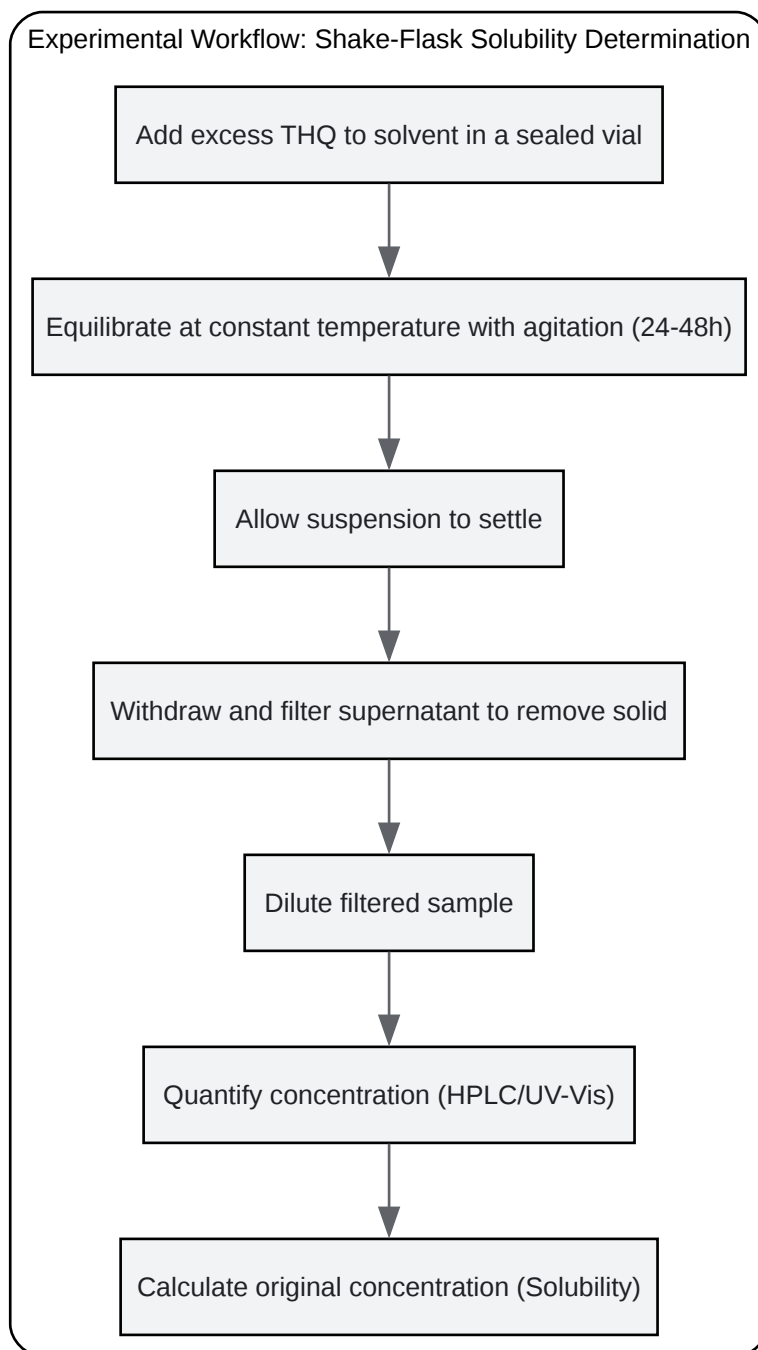 Experimental Workflow: Shake-Flask Solubility Determination
Add excess THQ to solvent in a sealed vial
Equilibrate at constant temperature with agitation (24-48h)
Allow suspension to settle
Withdraw and filter supernatant to remove solid
Dilute filtered sample
Quantify concentration (HPLC/UV-Vis)
Calculate original concentration (Solubility)